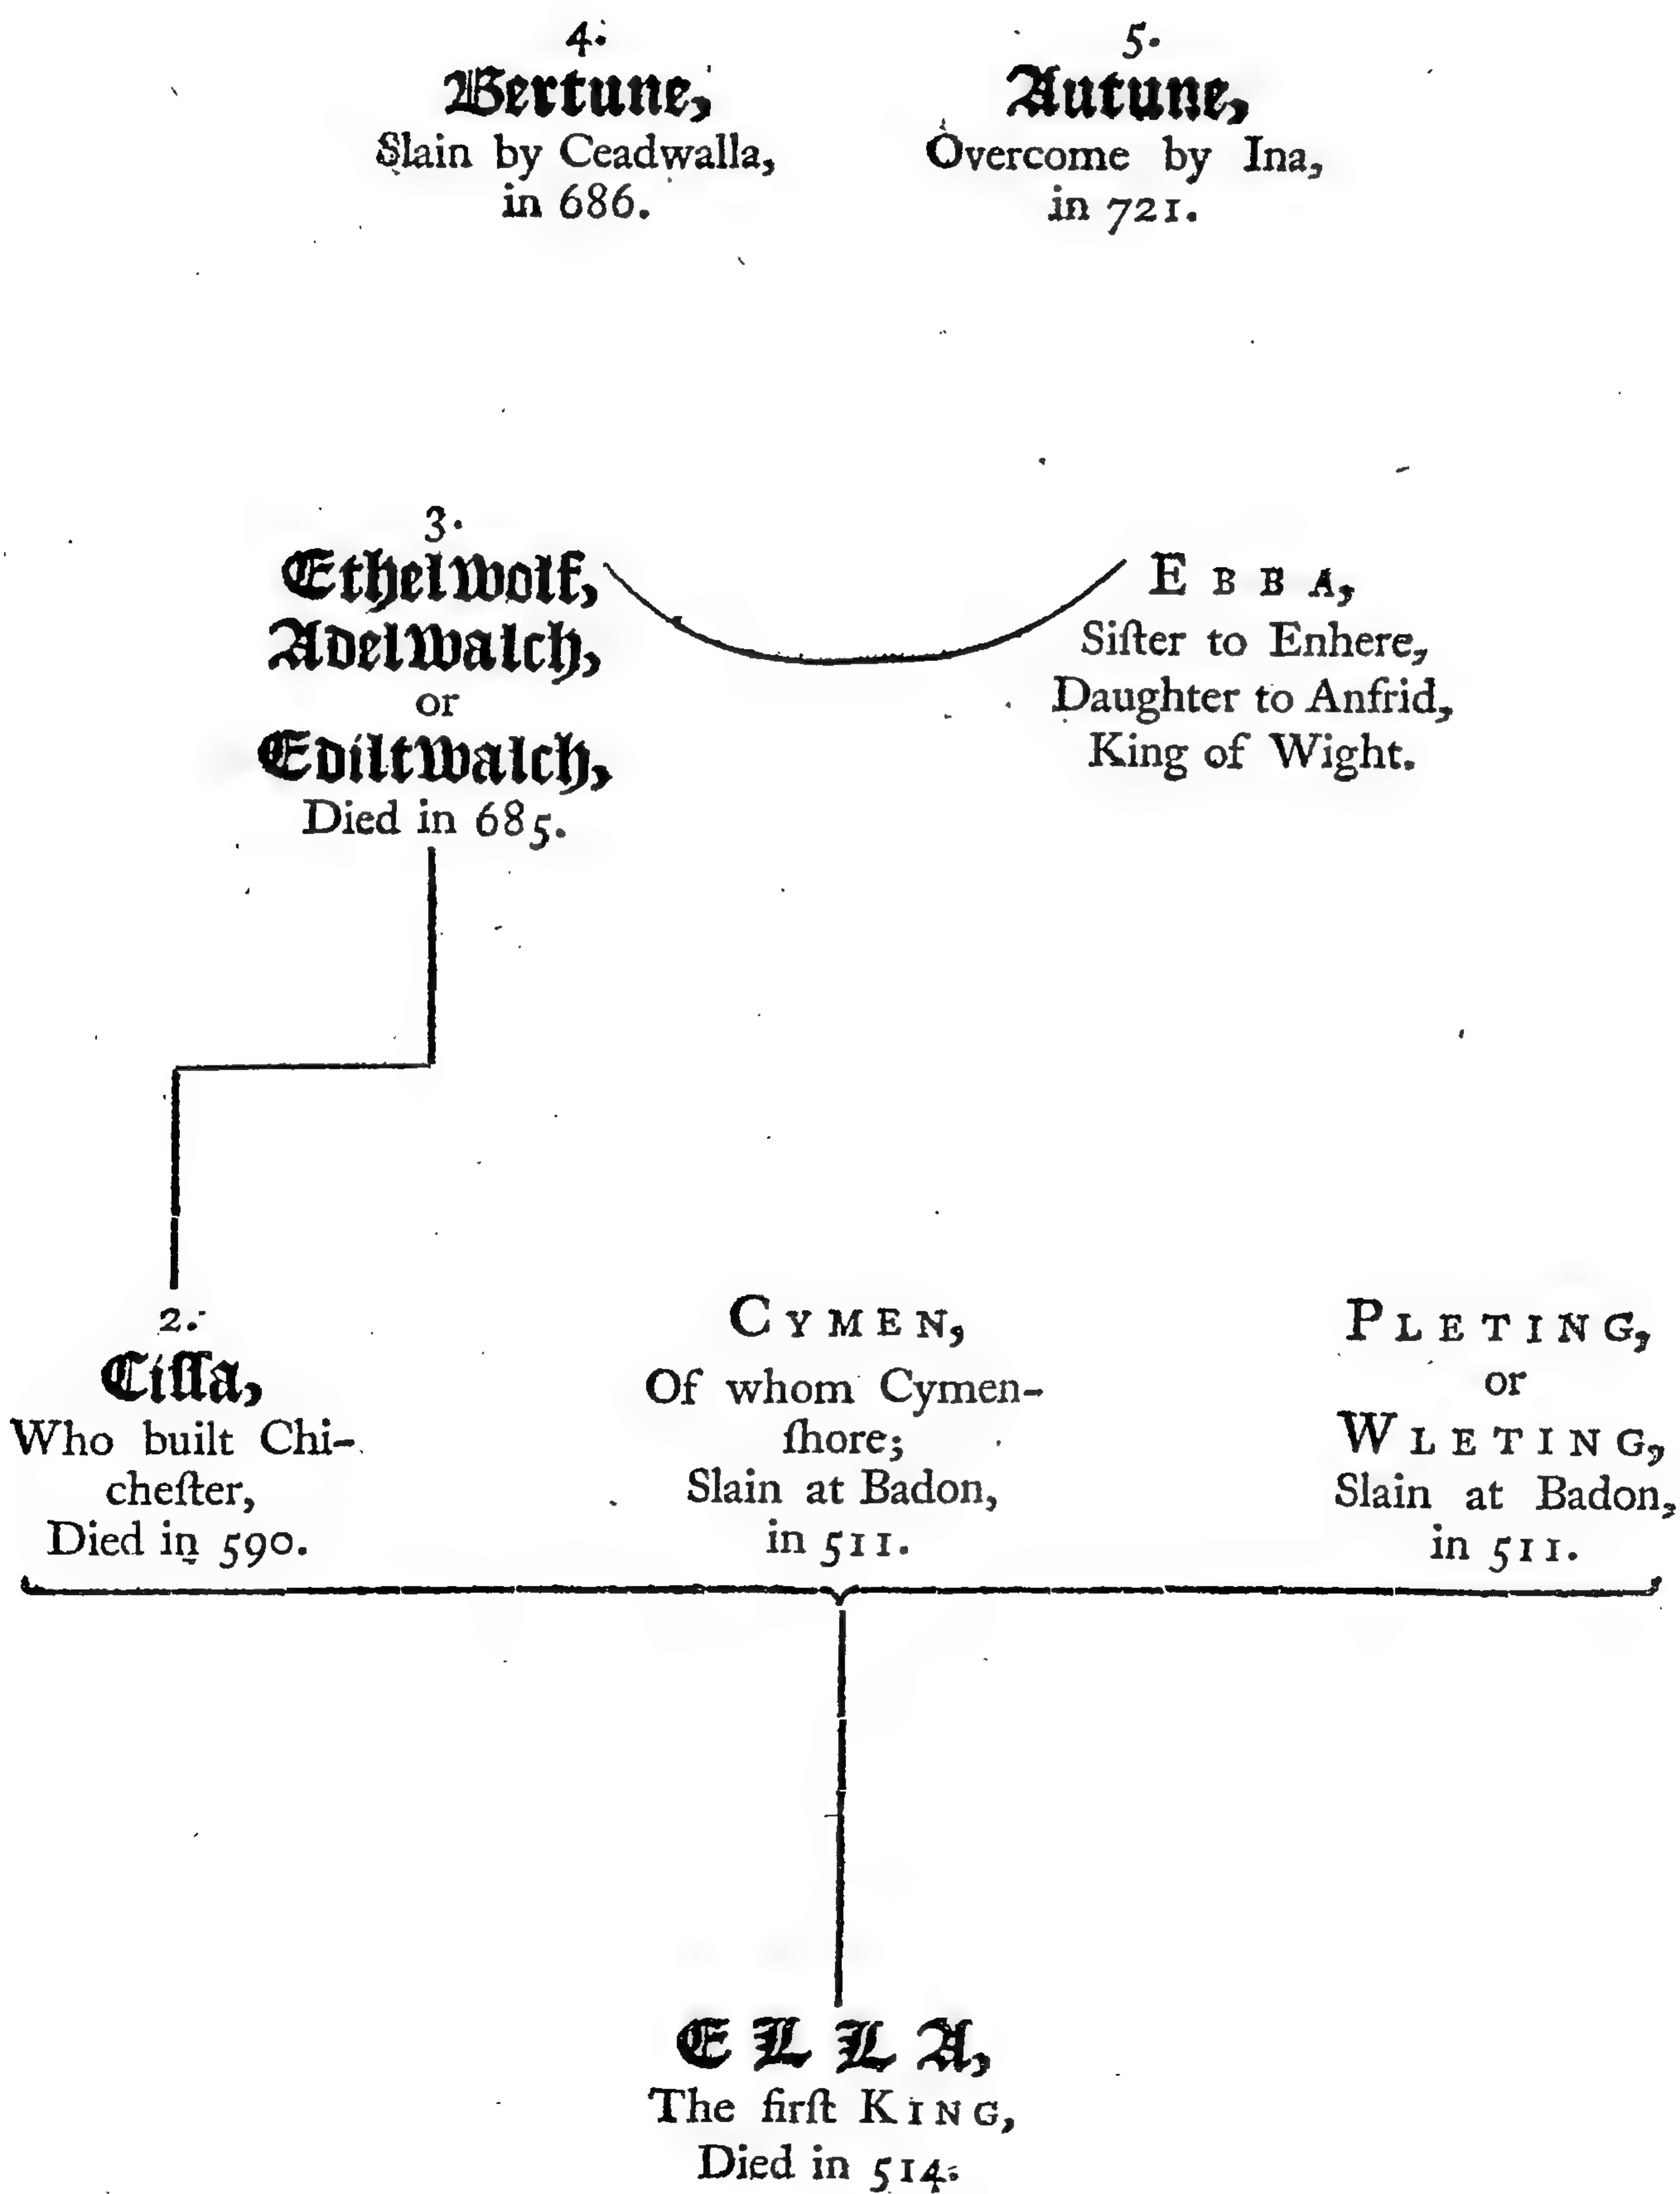 4.
Bertune,
Slain by Ceadwalla,
in 686.
5.
Autune,
Overcome by Ina,
in 721.
3.
Ethelwolf,
Adelwalch,
or
Ediltwalch,
Died in 685.
EBBA,
Siſter to Enhere,
Daughter to Anfrid,
King of Wight.
2.
Ciſſa,
Who built Chi-
cheſter,
Died in 590.
CYMEN,
Of whom Cymen-
ſhore;
Slain at Badon,
in 511.
PLETING,
or
WLETING,
Slain at Badon,
in 511.
ELLA,
The firſt KING,
Died in 514.